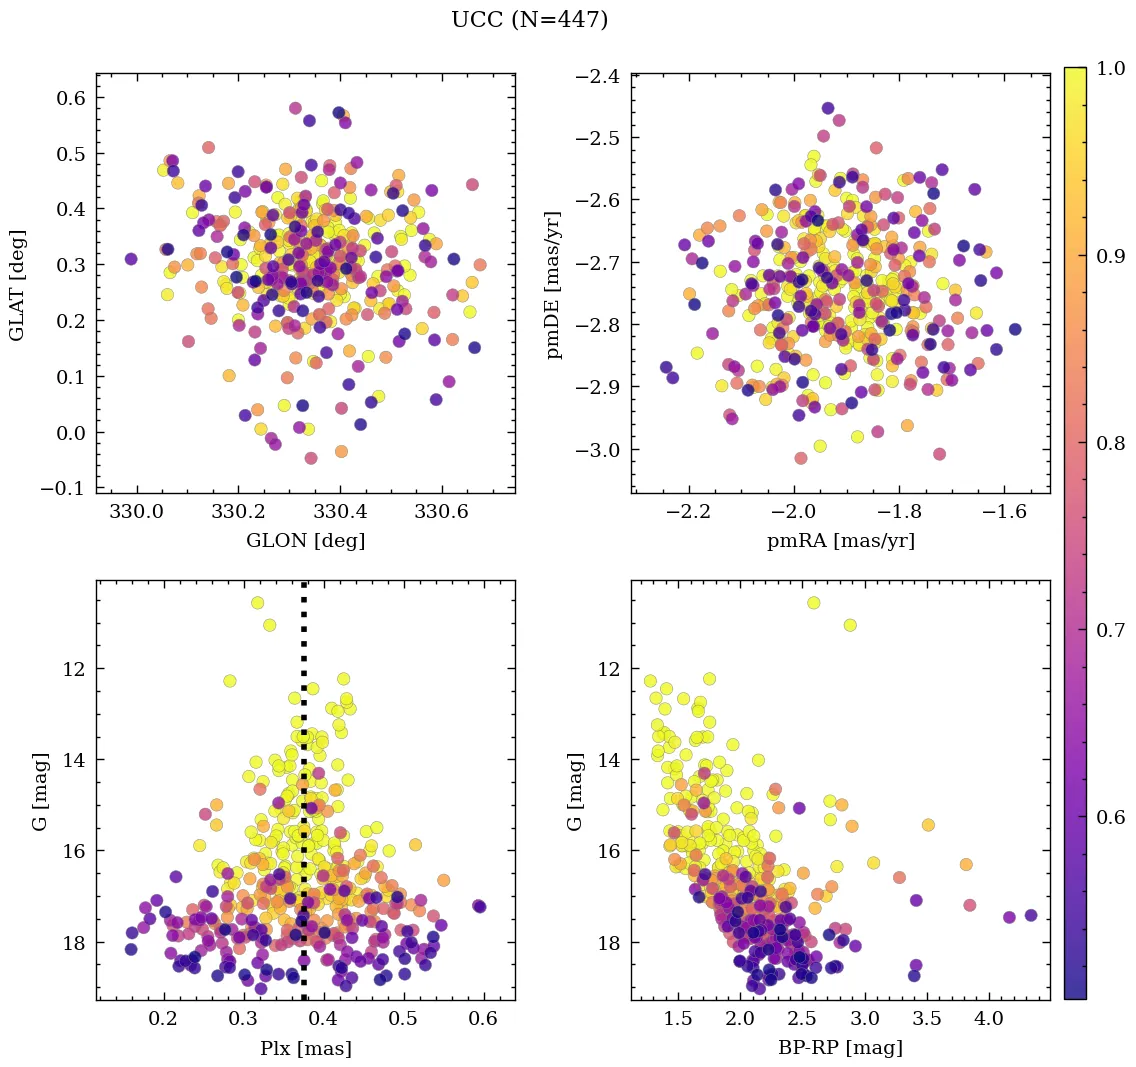 UCC (N=447)
0.6
0.5
0.4
0.3
0.2
0.1
0.0
−0.1
GLAT [deg]
330.0 330.2 330.4 330.6
GLON [deg]
−2.4
−2.5
−2.6
−2.7
−2.8
−2.9
−3.0
pmDE [mas/yr]
−2.2 −2.0 −1.8 −1.6
pmRA [mas/yr]
12
14
16
18
G [mag]
0.2 0.3 0.4 0.5 0.6
Plx [mas]
12
14
16
18
G [mag]
1.5 2.0 2.5 3.0 3.5 4.0
BP-RP [mag]
1.0
0.9
0.8
0.7
0.6